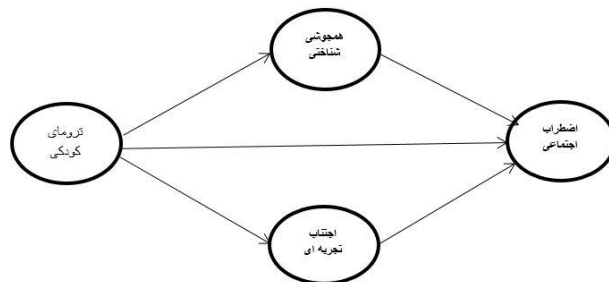 همجوشی
شناختی
ترومای
کودکی
اضطراب
اجتماعی
اجتناب
تجربه ای